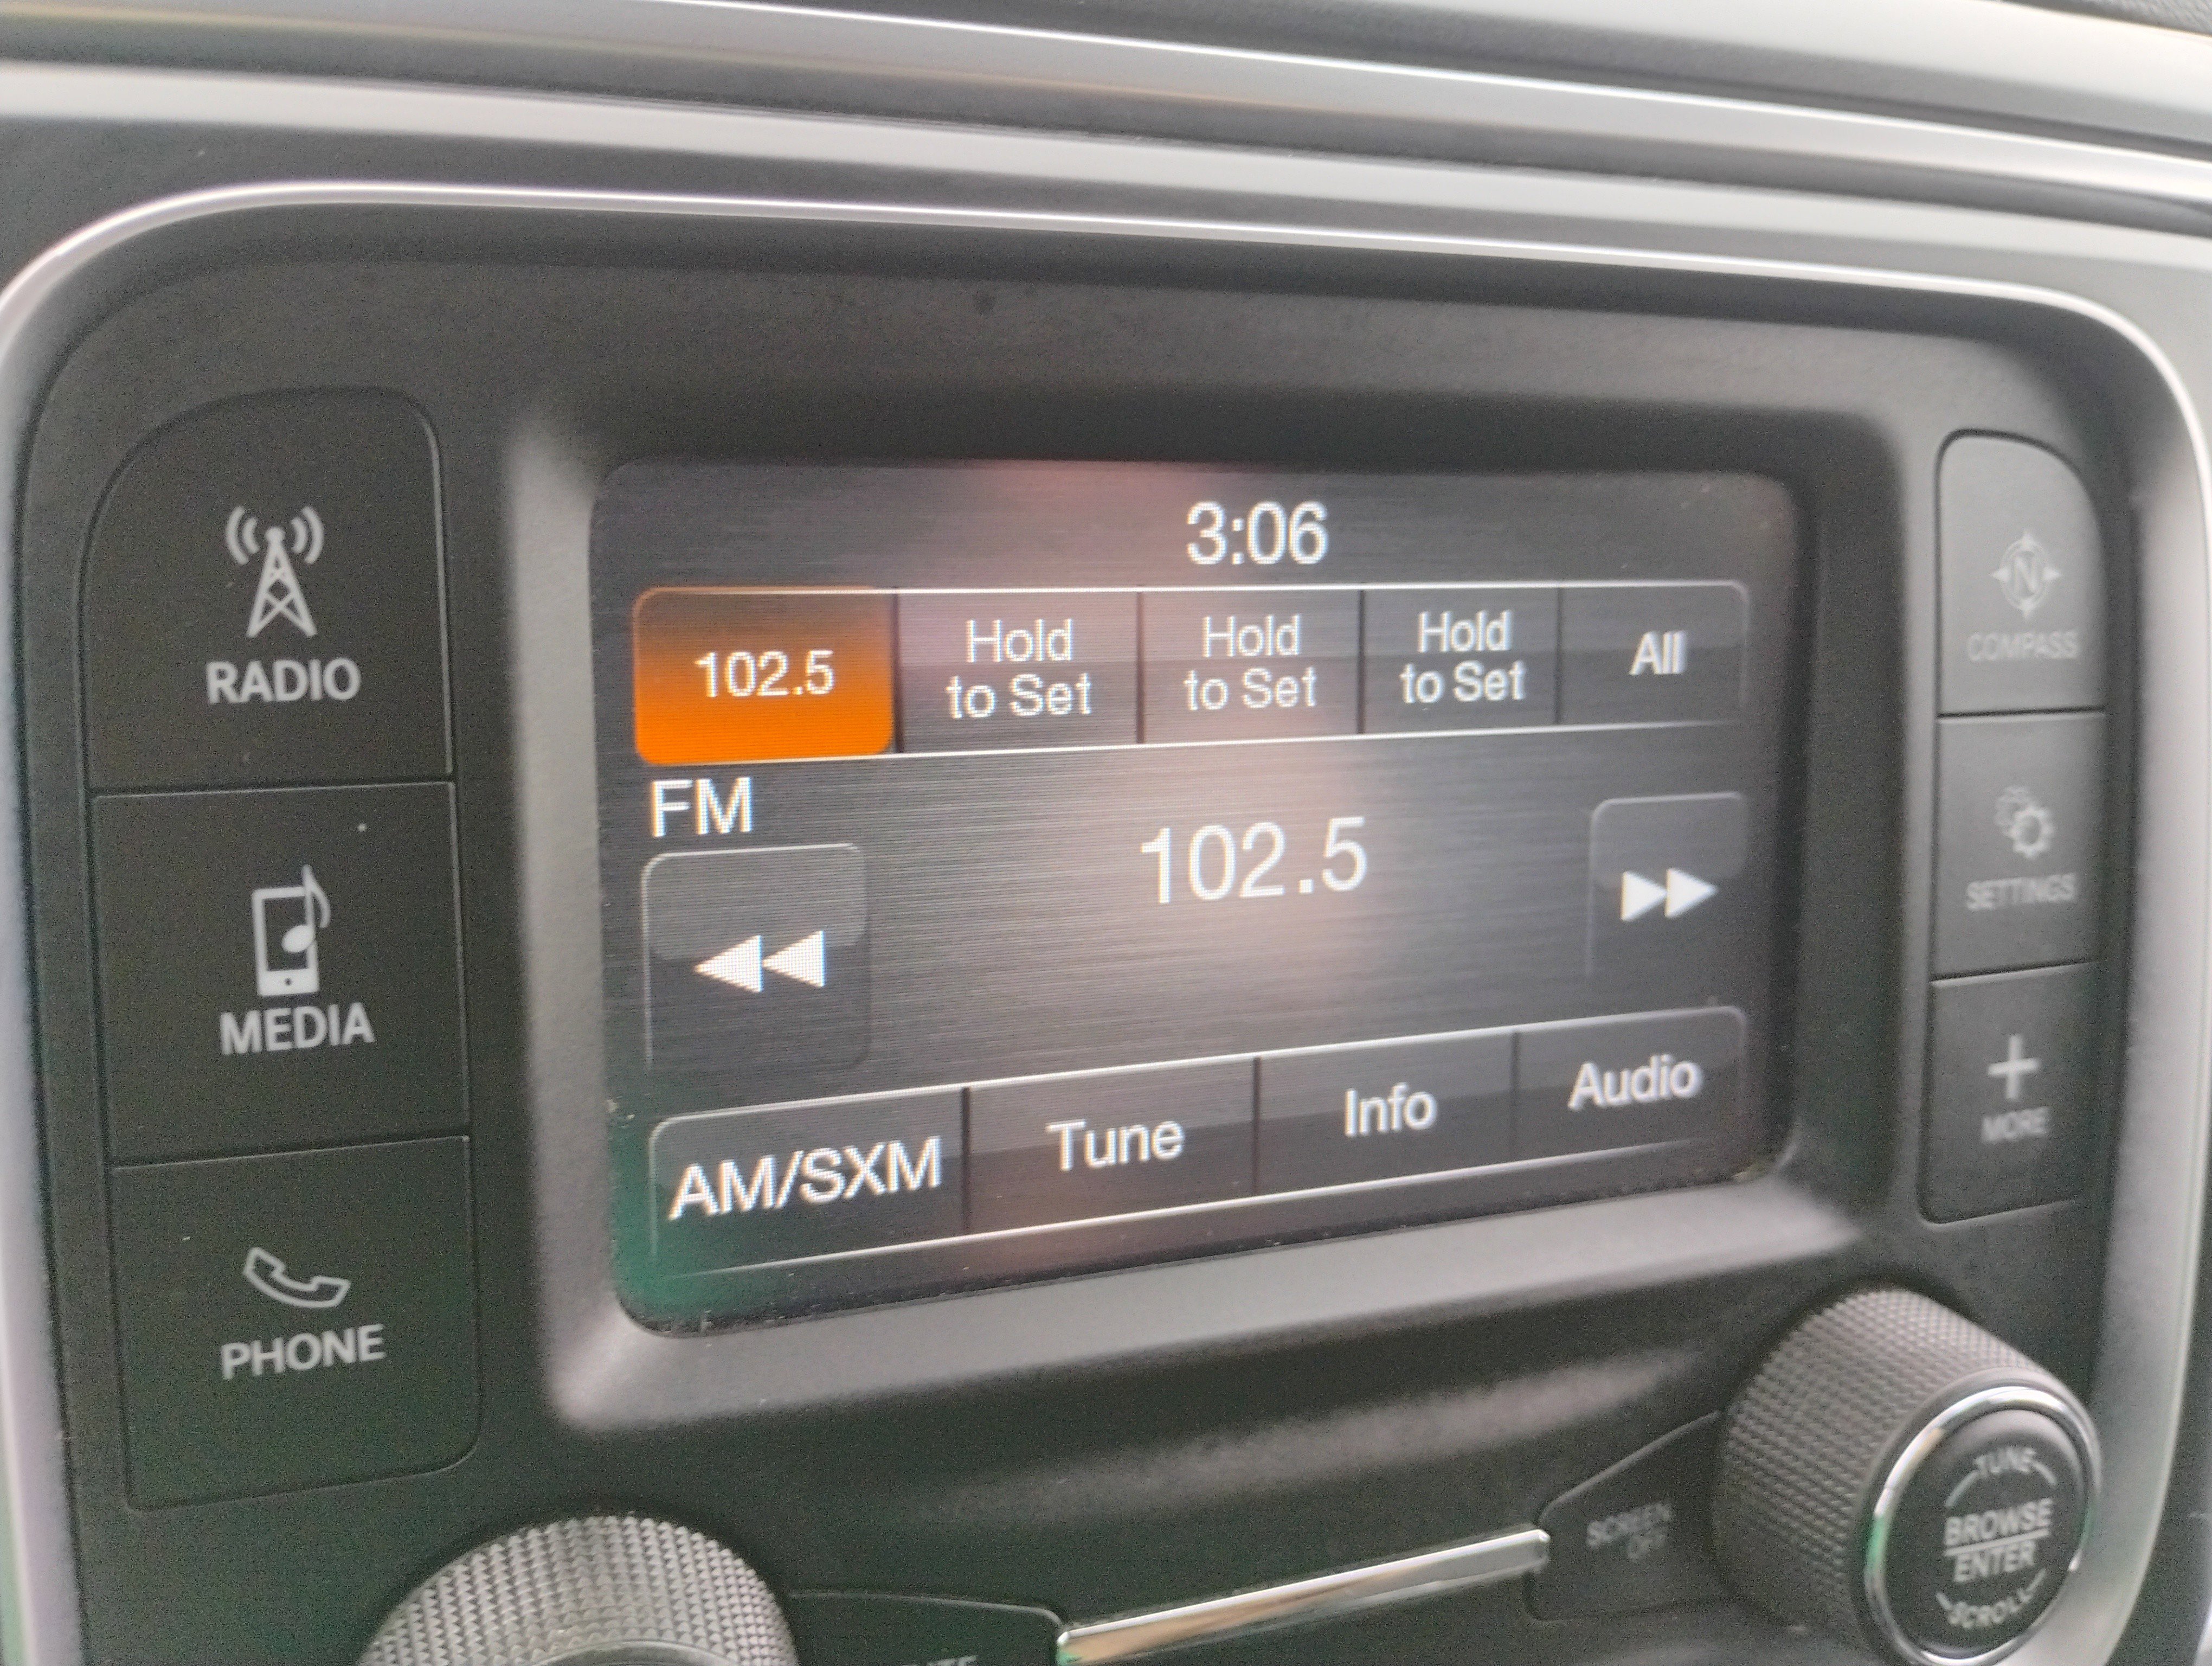 3:06
102.5
Hold
to Set
Hold
to Set
Hold
to Set
All
FM
102.5
AM/SXM
Tune
Info
Audio
RADIO
MEDIA
PHONE
N
COMPASS
SETTINGS
MORE
SCREEN
OFF
TUNE
BROWSE
ENTER
SCROLL